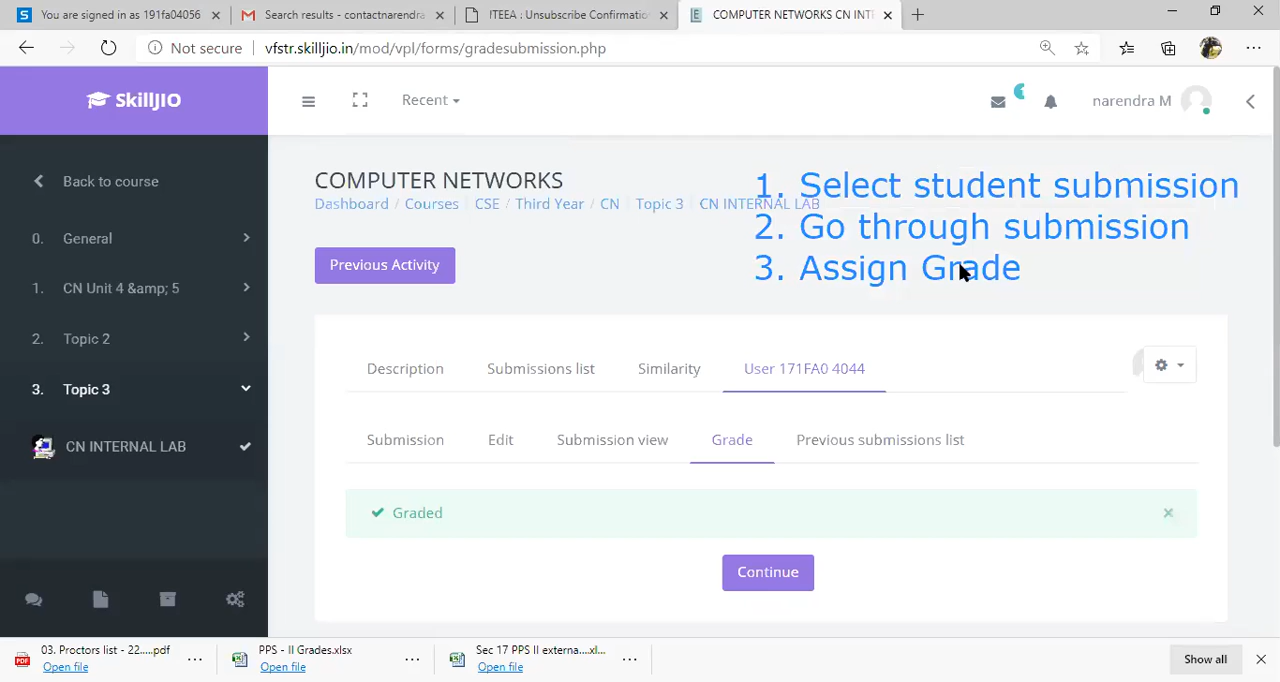 You are signed in as 191fa04056
Search results - contactnarendra
ITEEA : Unsubscribe Confirmatio
COMPUTER NETWORKS CN INT
Not secure
vfstr.skilljio.in/mod/vpl/forms/gradesubmission.php
SkillJIO
Recent
narendra M
Back to course
0. General
1. CN Unit 4 &amp; 5
2. Topic 2
3. Topic 3
CN INTERNAL LAB
COMPUTER NETWORKS
Dashboard / Courses CSE / Third Year / CN Topic 3 CN INTERNAL LAB
1. Select student submission
2. Go through submission
3. Assign Grade
Previous Activity
Description Submissions list Similarity User 171FA0 4044
Submission Edit Submission view Grade Previous submissions list
Graded
Continue
03. Proctors list - 22.....pdf
Open file
PPS - II Grades.xlsx
Open file
Sec 17 PPS II externa....xl...
Open file
Show all